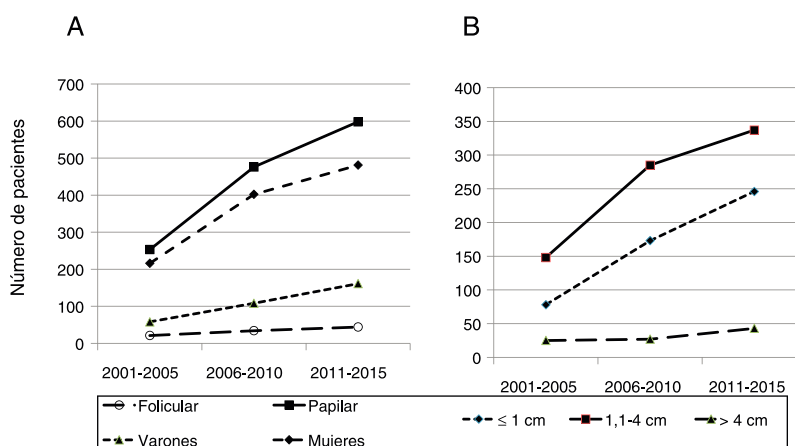 A
B
Número de pacientes
700
600
500
400
300
200
100
0
2001-2005 2006-2010 2011-2015
400
350
300
250
200
150
100
50
0
2001-2005 2006-2010 2011-2015
Folicular Papilar
Varones Mujeres
≤ 1 cm 1,1-4 cm > 4 cm